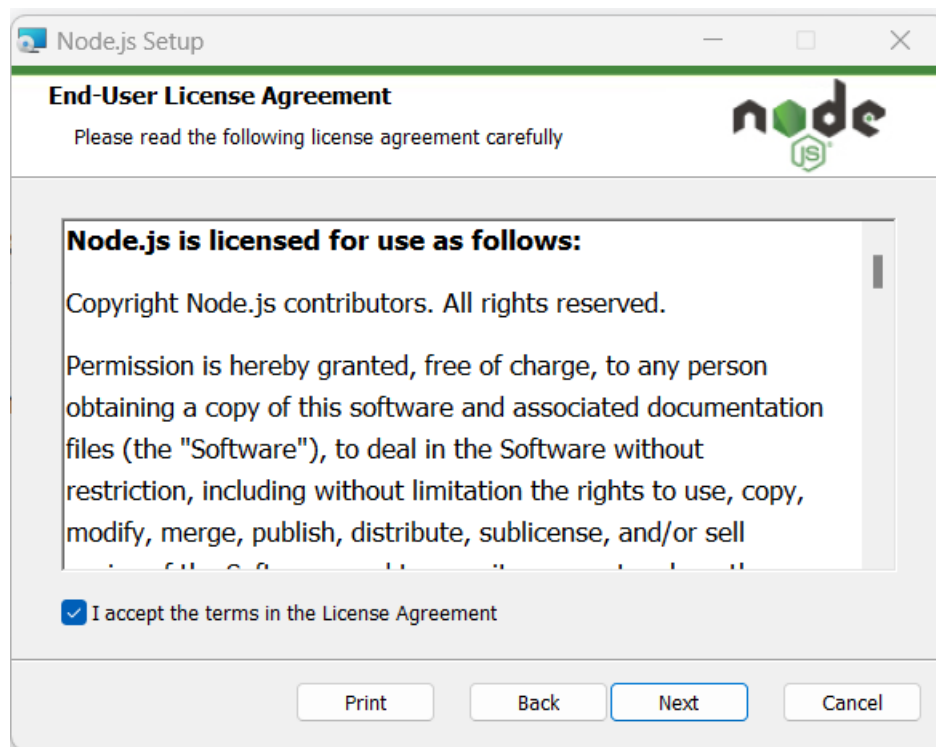 Node.js Setup
End-User License Agreement
Please read the following license agreement carefully
node
JS
Node.js is licensed for use as follows:
Copyright Node.js contributors. All rights reserved.
Permission is hereby granted, free of charge, to any person
obtaining a copy of this software and associated documentation
files (the "Software"), to deal in the Software without
restriction, including without limitation the rights to use, copy,
modify, merge, publish, distribute, sublicense, and/or sell
I accept the terms in the License Agreement
Print Back Next Cancel